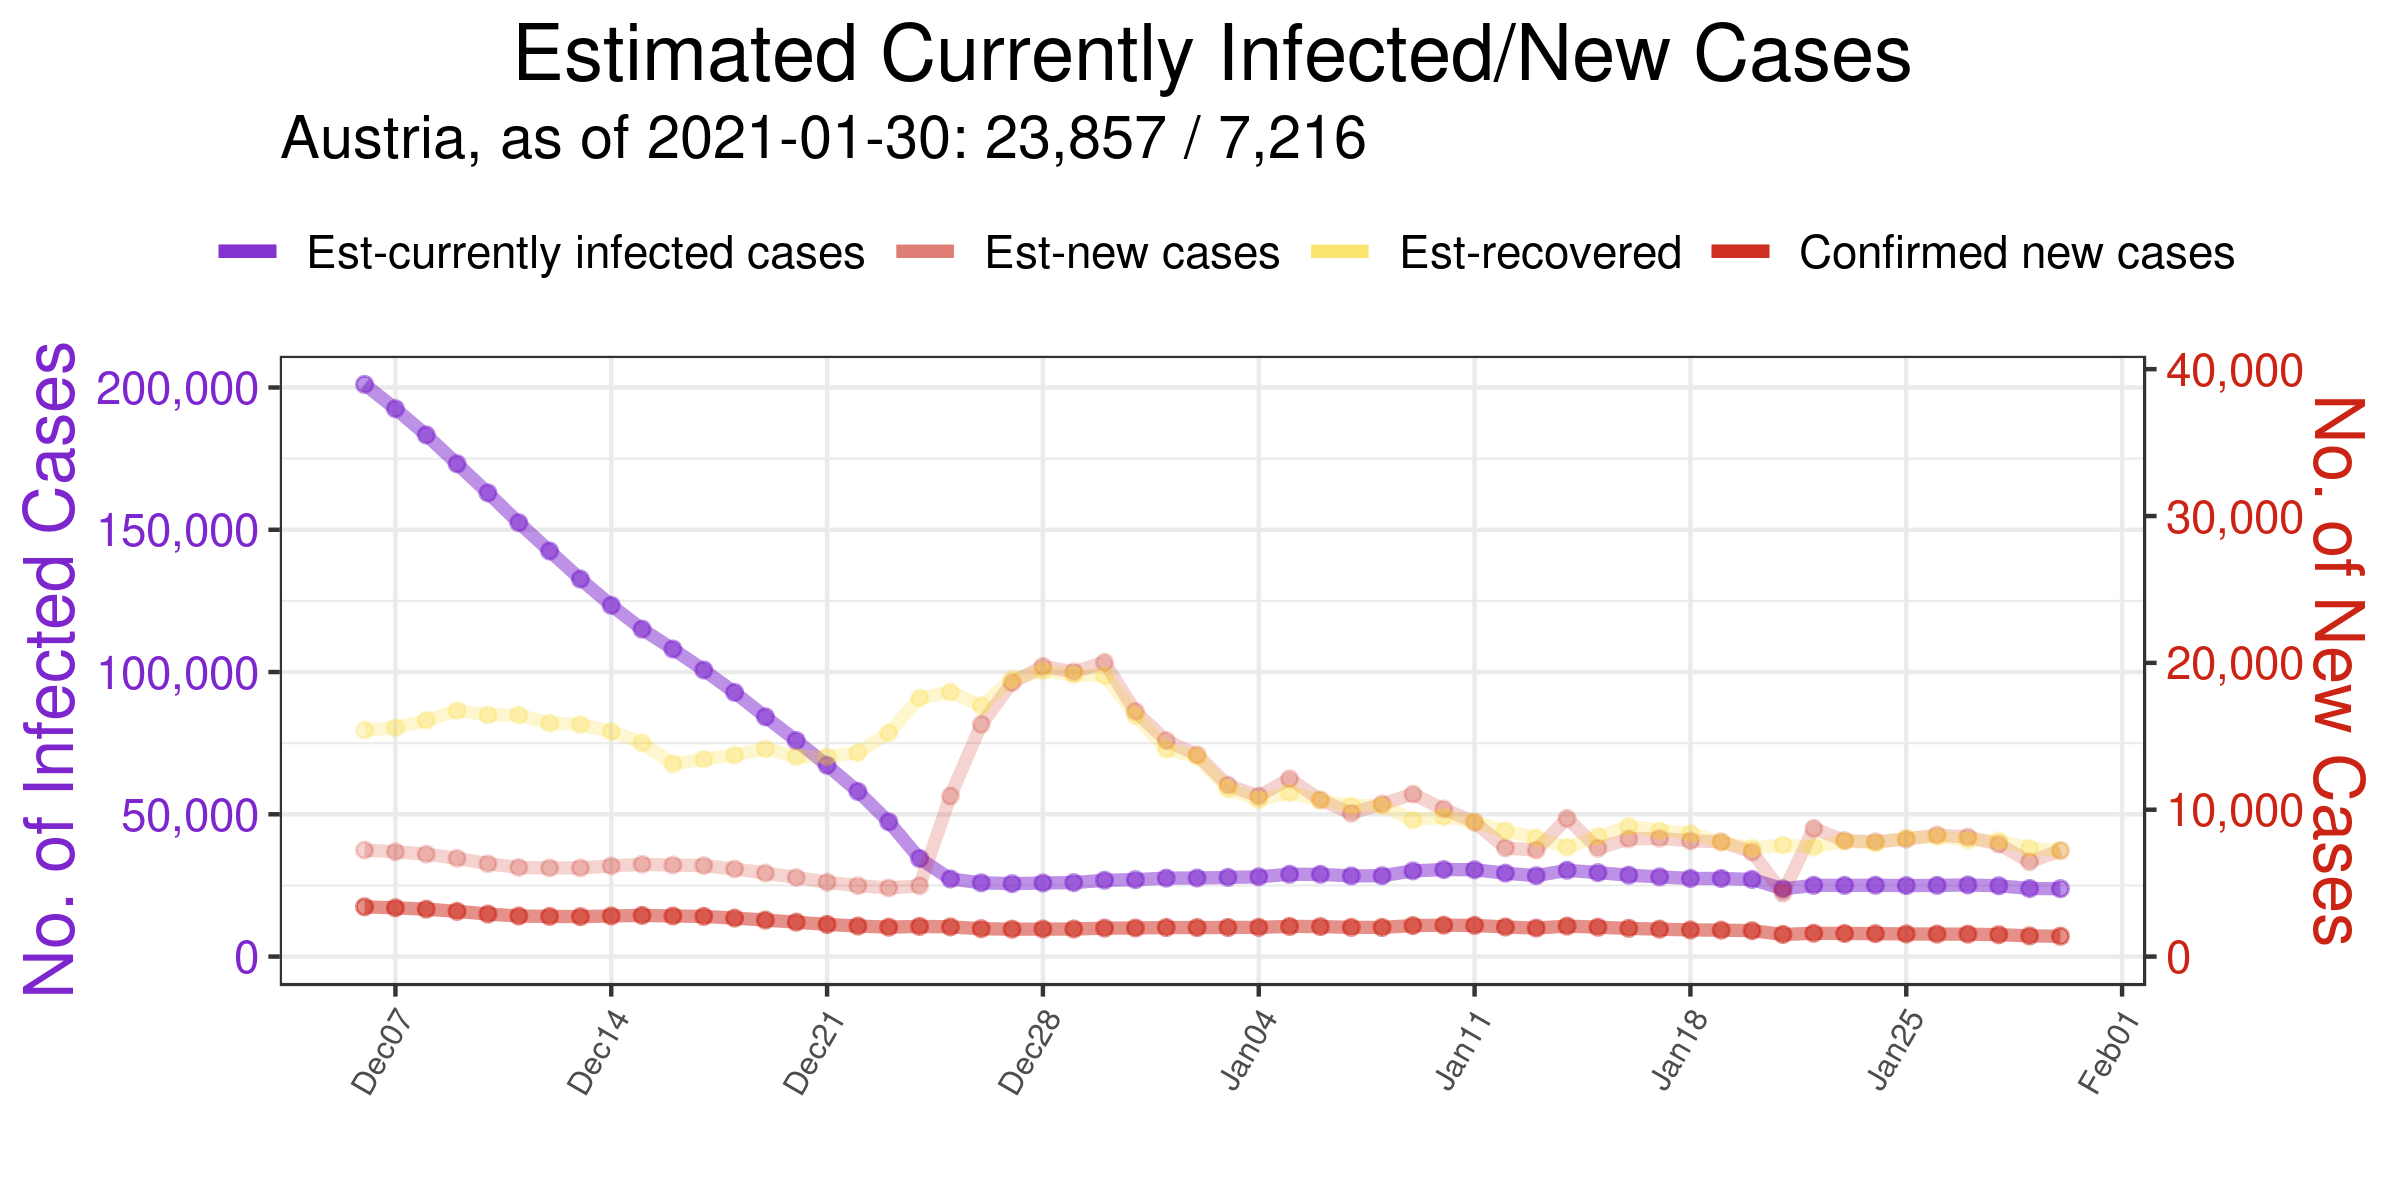 Estimated Currently Infected/New Cases
Austria, as of 2021-01-30: 23,857 / 7,216
Est-currently infected cases Est-new cases Est-recovered Confirmed new cases
No. of Infected Cases
200,000
150,000
100,000
50,000
0
40,000
30,000
20,000
10,000
0
No. of New Cases
Dec07 Dec14 Dec21 Dec28 Jan04 Jan11 Jan18 Jan25 Feb01